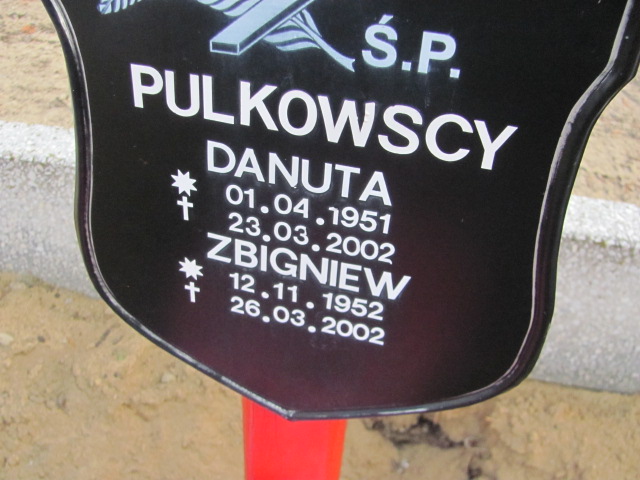 Ś.P.
PULKOWSCY
DANUTA
01.04.1951
23.03.2002
ZBIGNIEW
12.11.1952
26.03.2002